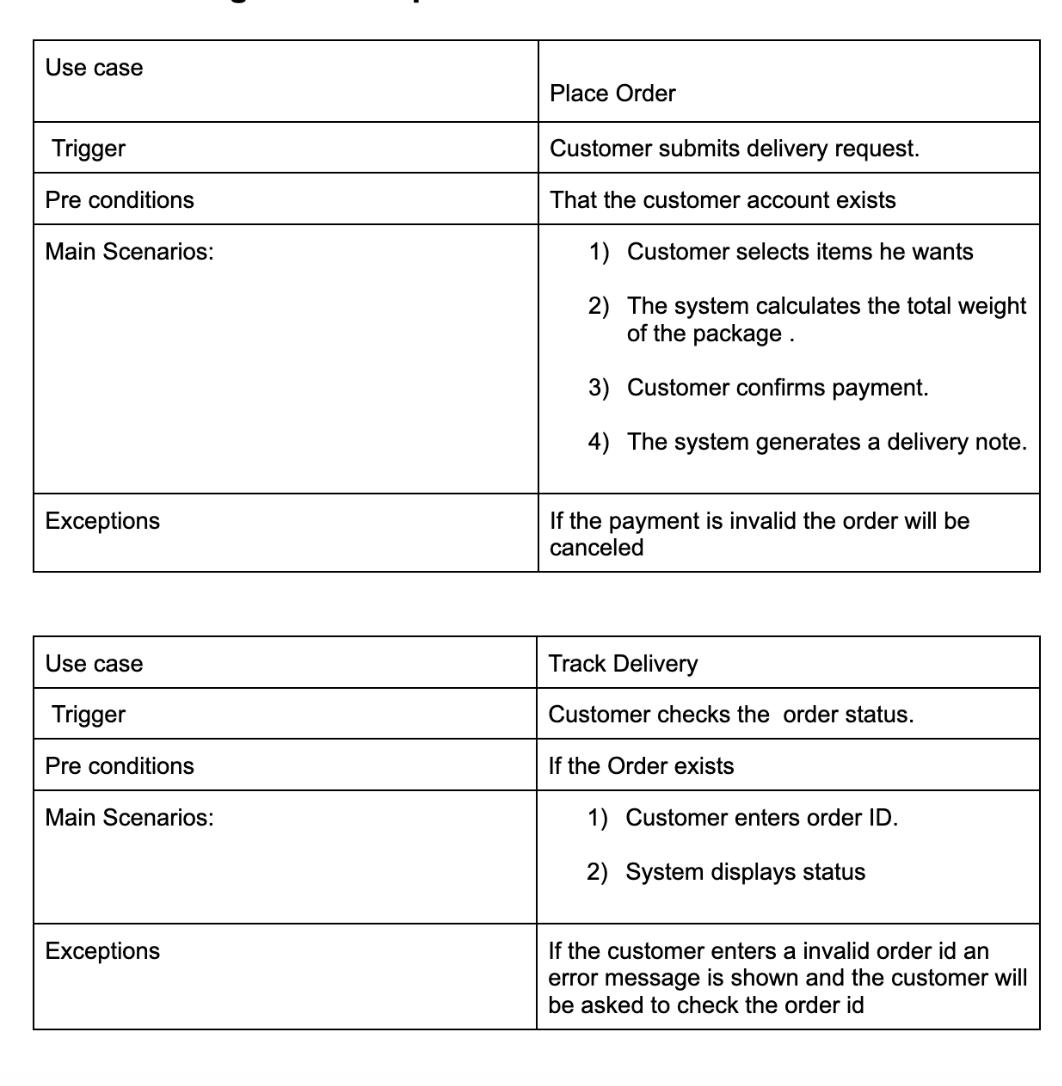 Use case
Place Order
Trigger
Customer submits delivery request.
Pre conditions
That the customer account exists
Main Scenarios:
1) Customer selects items he wants
2) The system calculates the total weight
of the package .
3) Customer confirms payment.
4) The system generates a delivery note.
Exceptions
If the payment is invalid the order will be
canceled
Use case
Track Delivery
Trigger
Customer checks the  order status.
Pre conditions
If the Order exists
Main Scenarios:
1) Customer enters order ID.
2) System displays status
Exceptions
If the customer enters a invalid order id an
error message is shown and the customer will
be asked to check the order id